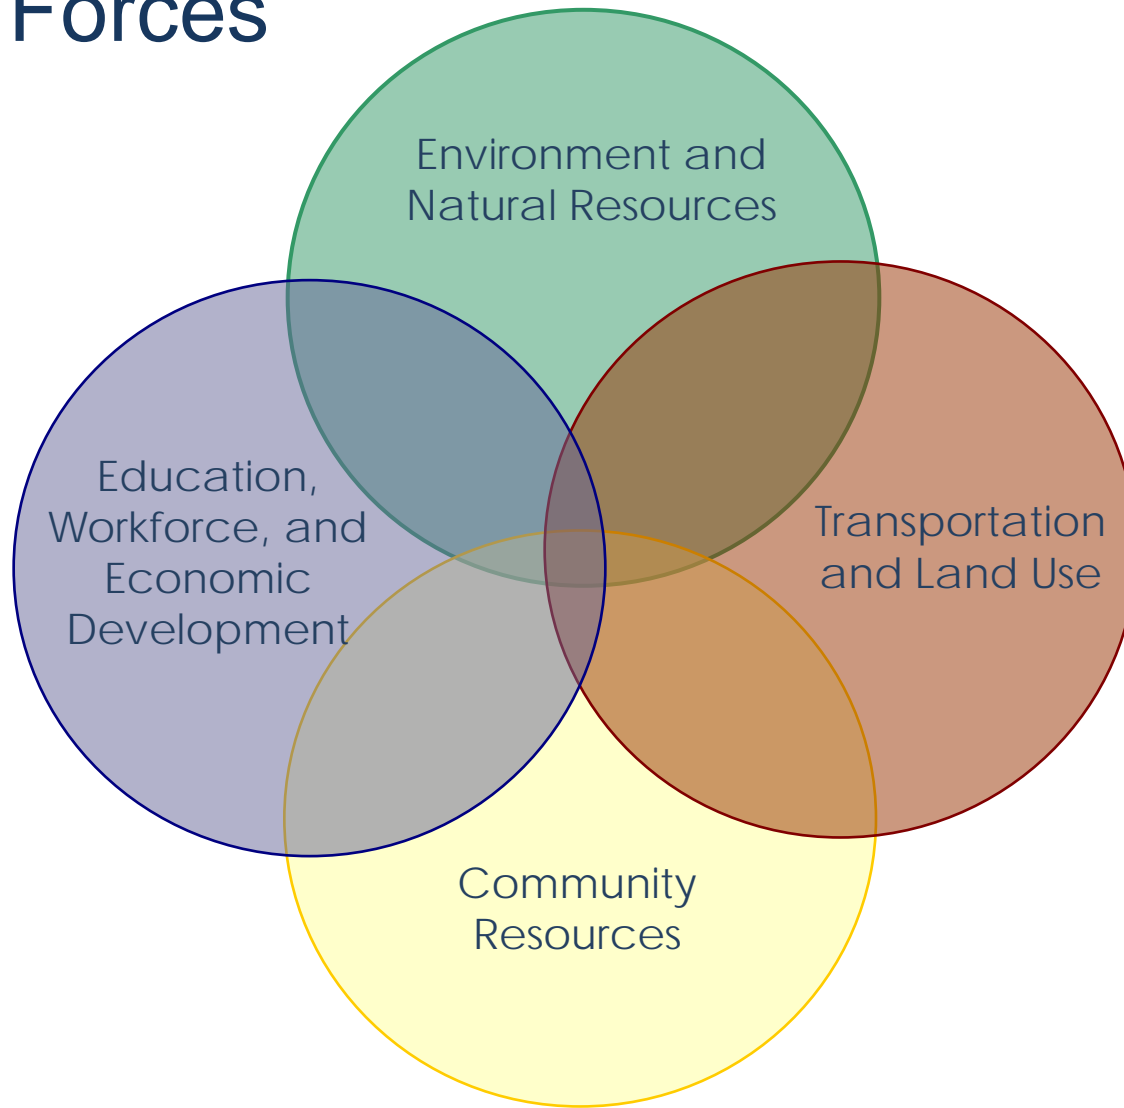 Forces
Environment and
Natural Resources
Education,
Workforce, and
Economic
Development
Transportation
and Land Use
Community
Resources